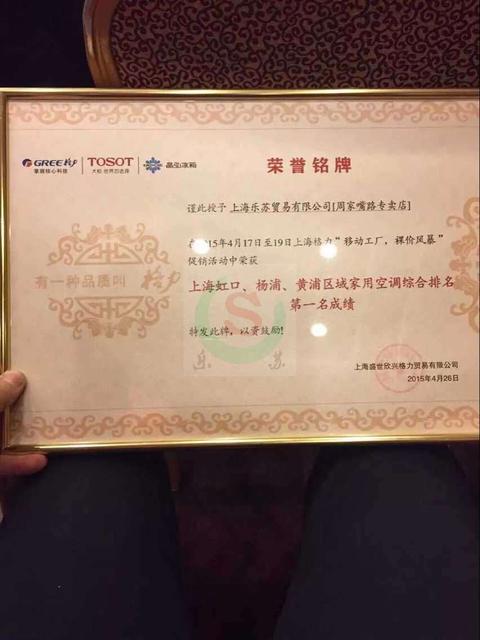 GREE格力 TOSOT 晶弘冰箱
掌握核心科技 大松·世界因爱而
荣誉铭牌
谨此授予 上海乐苏贸易有限公司[周家嘴路专卖店]
在2015年4月17日至19日上海格力"移动工厂，裸价风暴"
促销活动中荣获
有一种品质叫 格力
上海虹口、杨浦、黄浦区域家用空调综合排名
第一名成绩
特发此牌，以资鼓励！
S
乐 苏
上海盛世欣兴格力贸易有限公司
2015年4月26日